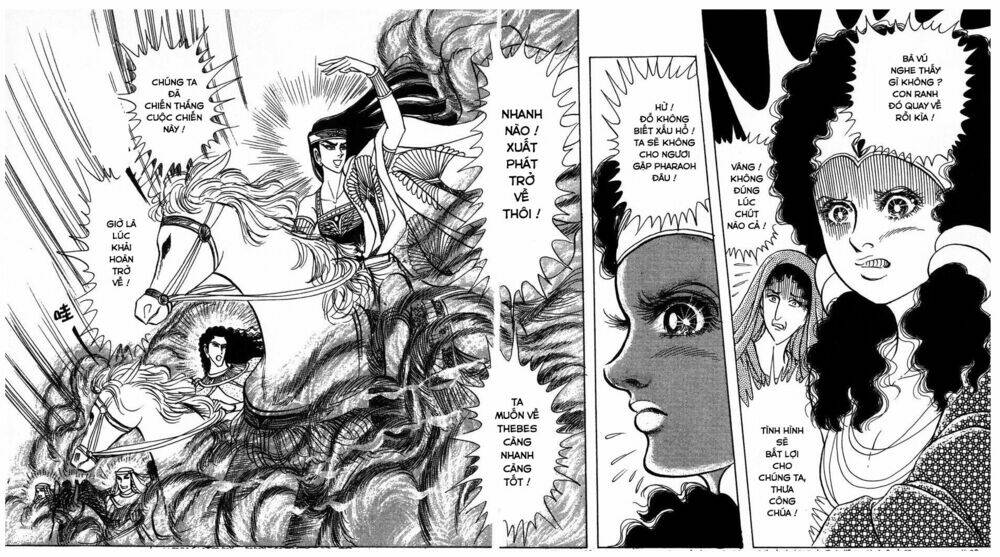 BÀ VÚ
NGHE THẤY
GÌ KHÔNG ?
CON RANH
ĐÓ QUAY VỀ
RỒI KÌA !
VÂNG !
KHÔNG
ĐÚNG
LÚC
CHÚT
NÀO CẢ !
TÌNH HÌNH
SẼ
BẤT LỢI
CHO
CHÚNG TA,
THƯA
CÔNG
CHÚA !
HỪ !
ĐỒ KHÔNG
BIẾT XẤU HỔ !
TA SẼ KHÔNG
CHO NGƯƠI
GẶP PHARAOH
ĐÂU !
NHANH
NÀO !
XUẤT
PHÁT
TRỞ
VỀ
THÔI !
TA
MUỐN VỀ
THEBES
CÀNG
NHANH
CÀNG
TỐT !
CHÚNG TA
ĐÃ
CHIẾN THẮNG
CUỘC CHIẾN
NÀY !
GIỜ LÀ
LÚC
KHẢI
HOÀN
TRỞ
VỀ !
哇